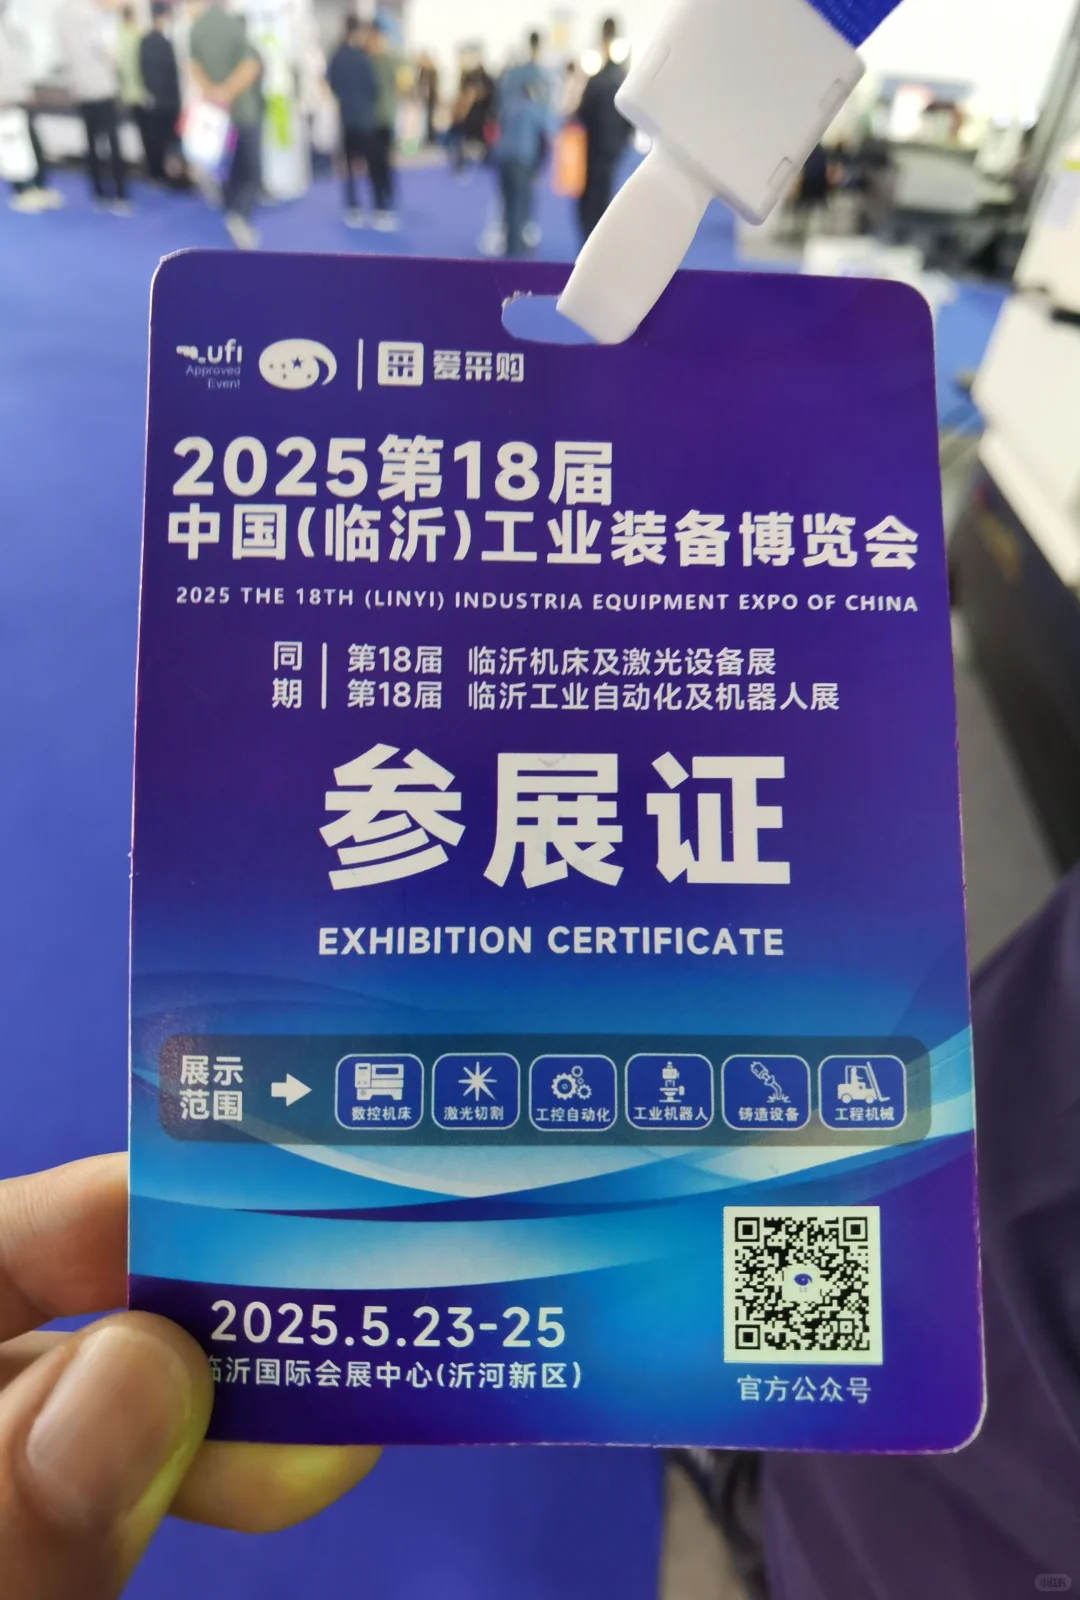 ufi
Approved
Event
采 爱采购
2025第18届
中国(临沂)工业装备博览会
2025 THE 18TH (LINYI) INDUSTRIA EQUIPMENT EXPO OF CHINA
同期
第18届 临沂机床及激光设备展
第18届 临沂工业自动化及机器人展
参展证
EXHIBITION CERTIFICATE
展示
范围
数控机床 激光切割 工控自动化 工业机器人 铸造设备 工程机械
2025.5.23-25
临沂国际会展中心(沂河新区)
官方公众号